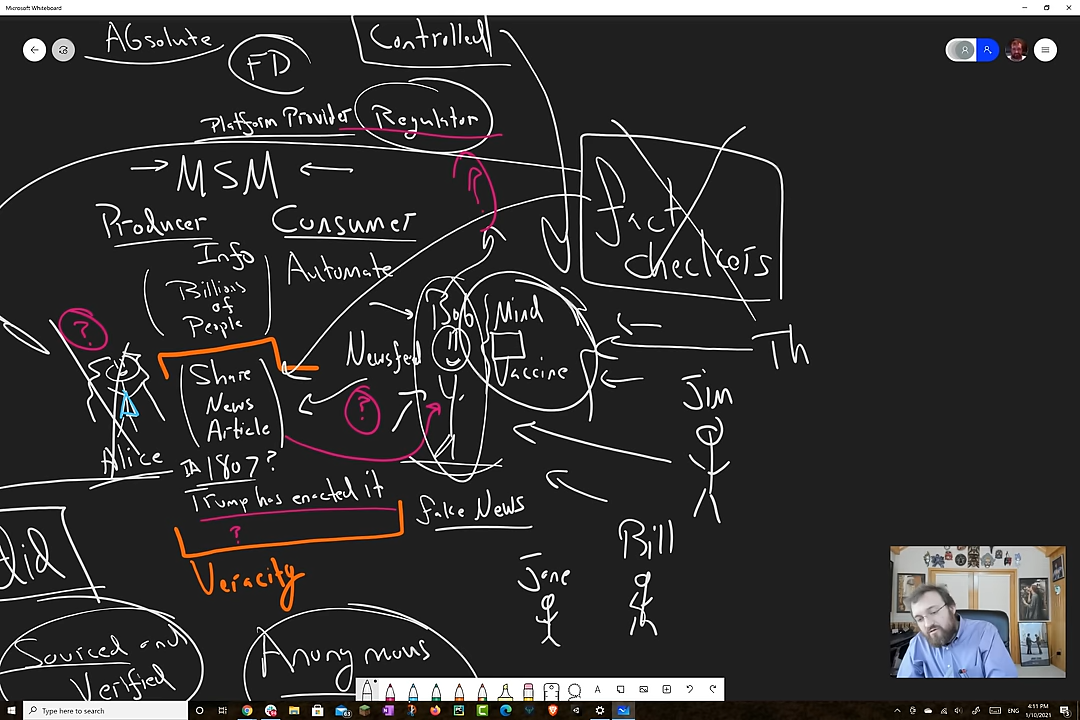 Microsoft Whiteboard
Absolute
FD
Controlled
Platform Provider
Regulator
MSM
Producer
Consumer
Info
Automate
Billions
of
People
fact
checkers
?
?
Bob
Mind
Vaccine
Newsfeed
Th
Share
News
Article
?
Jim
Alice
IA 1807?
Trump has enacted it
?
fake News
Bill
Jane
Veracity
Sourced and
Verified
Anonymous
Type here to search
ENG
4:11 PM
1/10/2021